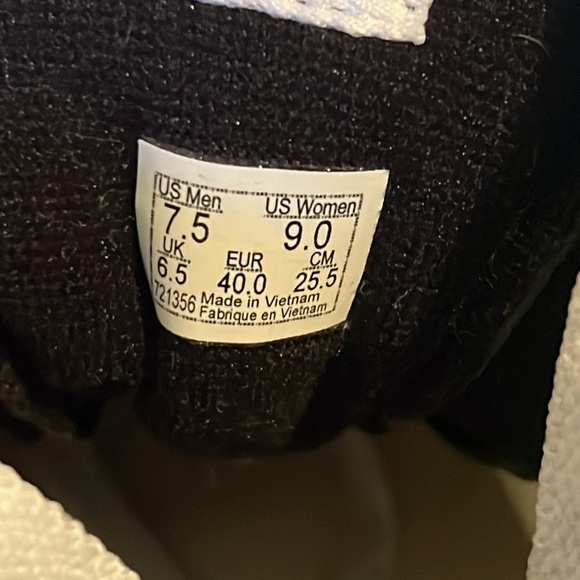 US Men US Women
7.5 9.0
UK EUR CM
6.5 40.0 25.5
721356 Made in Vietnam
Fabrique en Vietnam